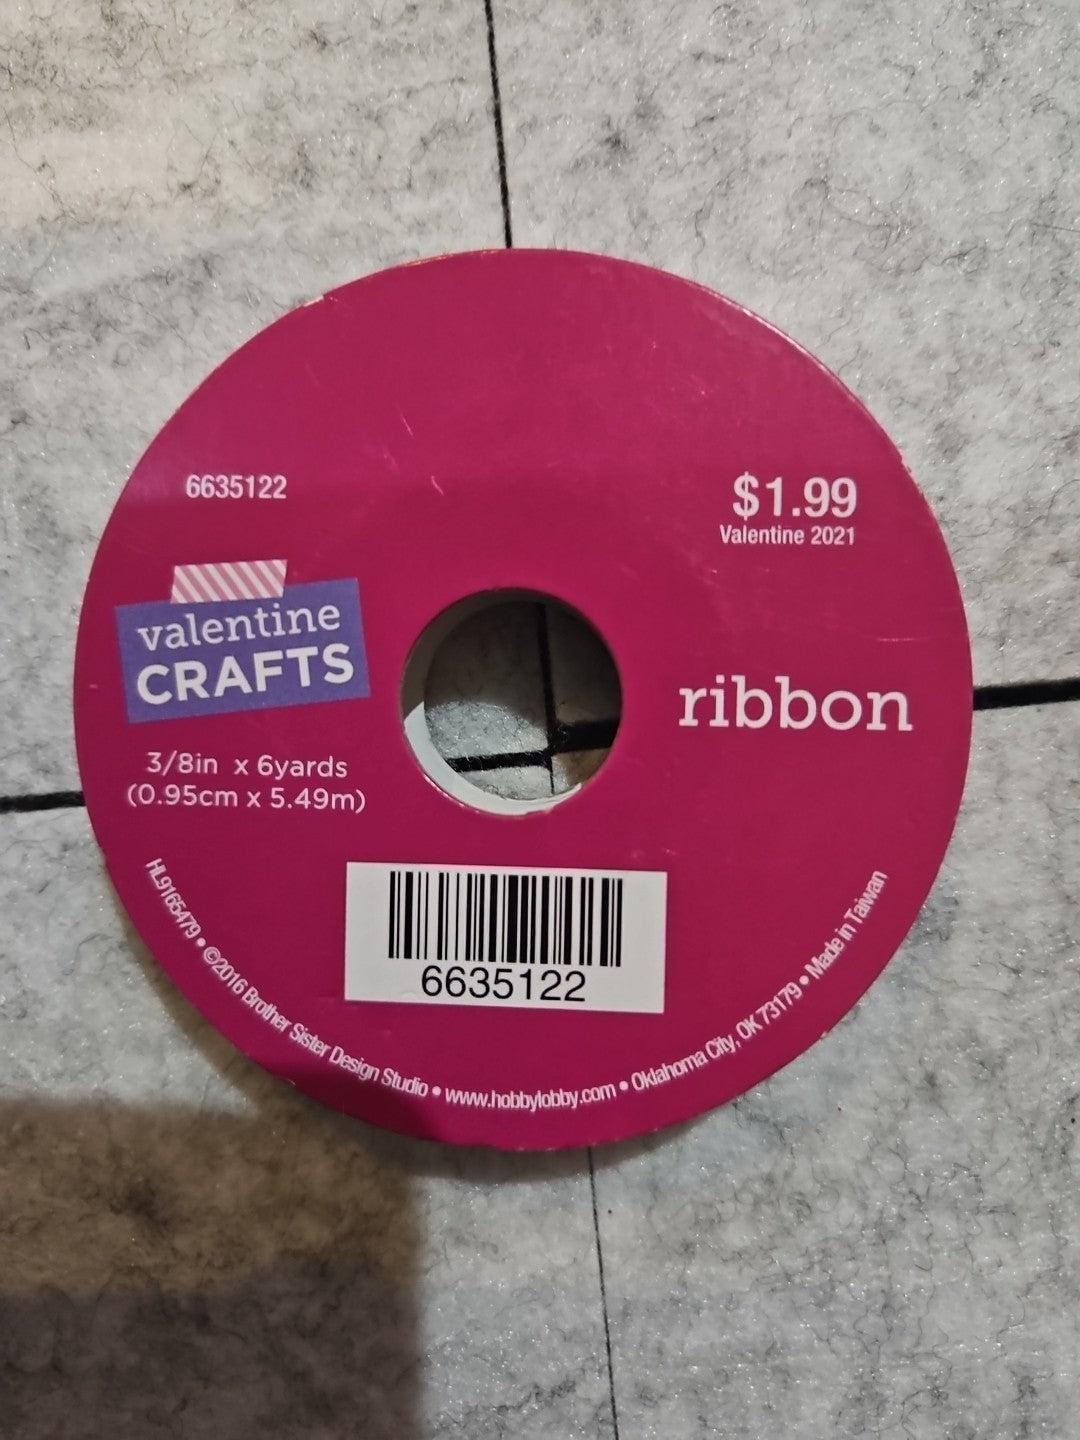 6635122
$1.99
Valentine 2021
valentine
CRAFTS
ribbon
3/8in x 6yards
(0.95cm x 5.49m)
6635122
HL9165479 • ©2016 Brother Sister Design Studio • www.hobbylobby.com • Oklahoma City, OK 73179 • Made in Taiwan